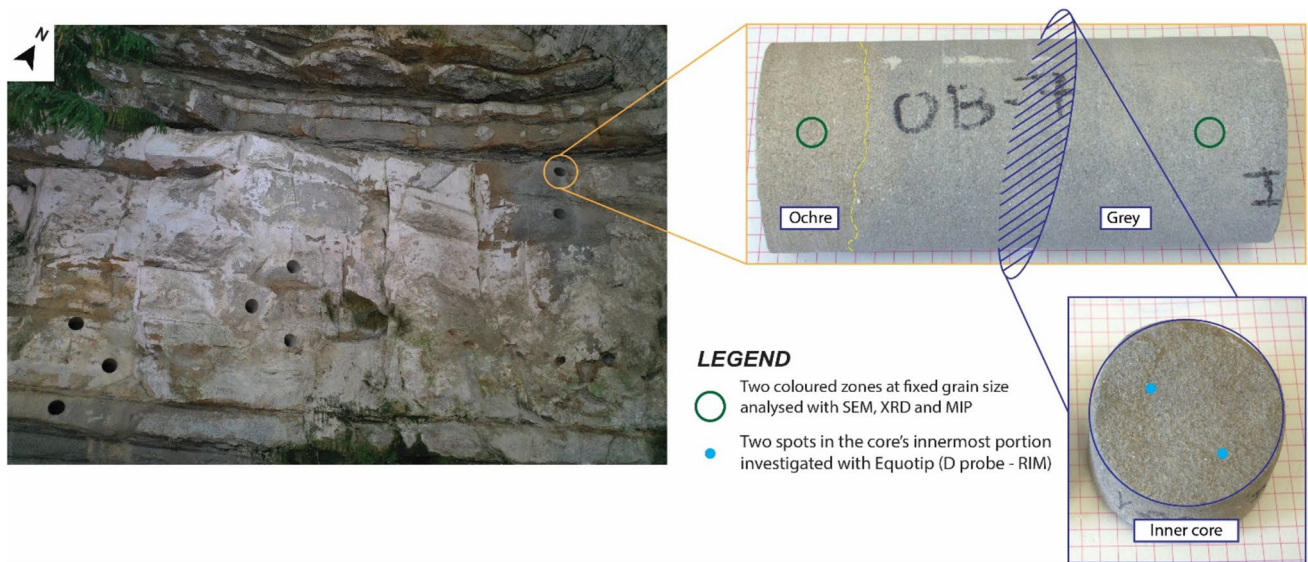 N
OB-7
Ochre
Grey
I
LEGEND
Two coloured zones at fixed grain size
analysed with SEM, XRD and MIP
Two spots in the core's innermost portion
investigated with Equotip (D probe - RIM)
Inner core